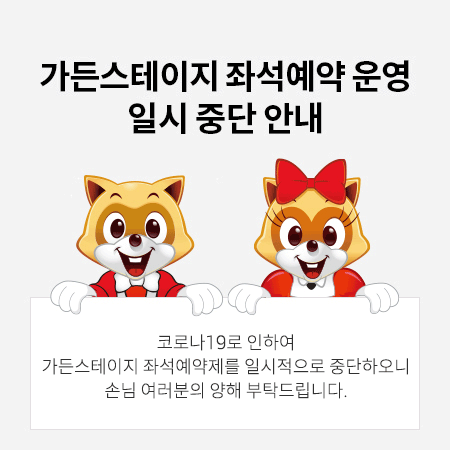 가든스테이지 좌석예약 운영
일시 중단 안내
코로나19로 인하여
가든스테이지 좌석예약제를 일시적으로 중단하오니
손님 여러분의 양해 부탁드립니다.